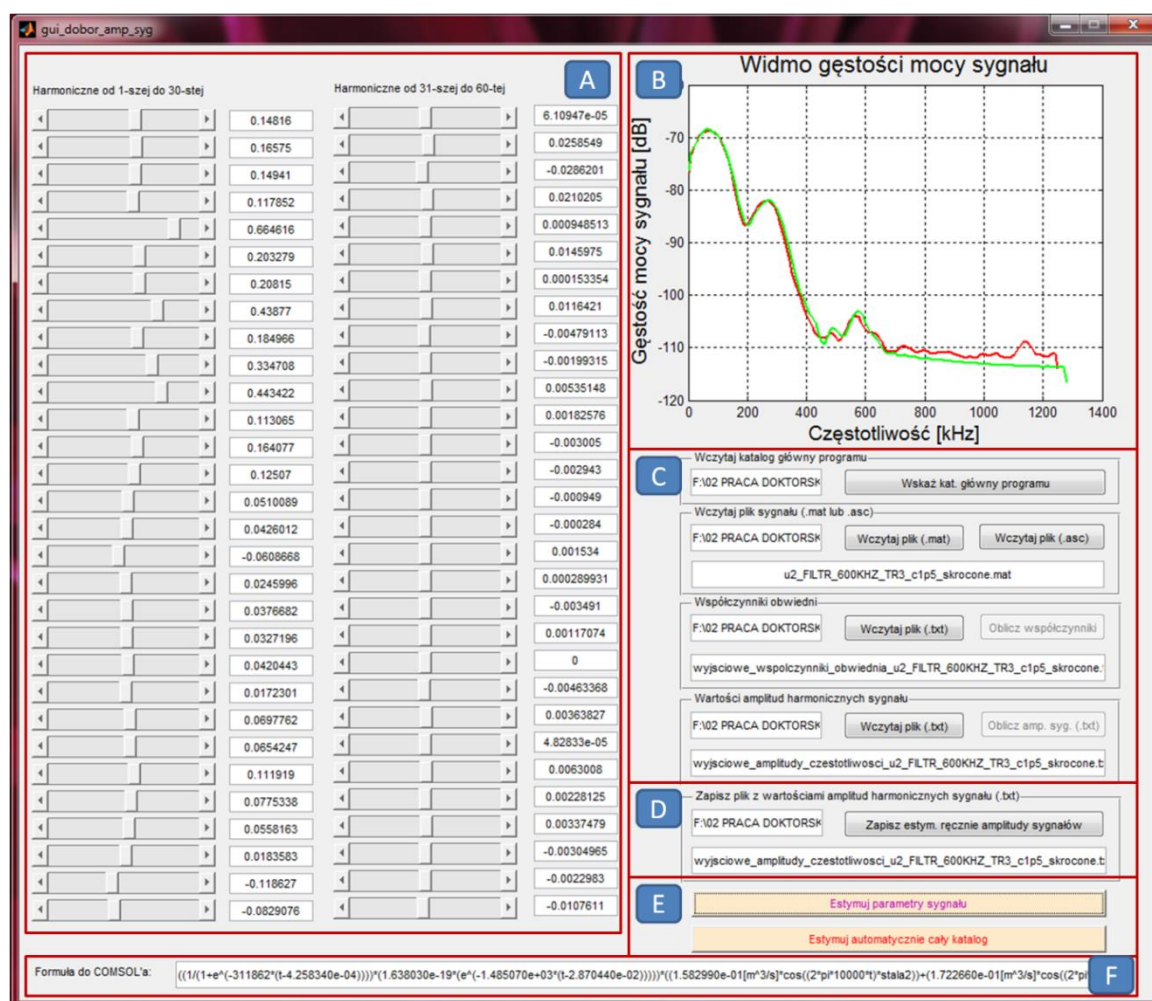 gui_dobor_amp_syg
A
Harmoniczne od 1-szej do 30-stej
0.14816
0.16575
0.14941
0.117852
0.664616
0.203279
0.20815
0.43877
0.184966
0.334708
0.443422
0.113065
0.164077
0.12507
0.0510089
0.0426012
-0.0608668
0.0245996
0.0376682
0.0327196
0.0420443
0.0172301
0.0697762
0.0654247
0.111919
0.0775338
0.0558163
0.0183583
-0.118627
-0.0829076
Harmoniczne od 31-szej do 60-tej
6.10947e-05
0.0258549
-0.0286201
0.0210205
0.000948513
0.0145975
0.000153354
0.0116421
-0.00479113
-0.00199315
0.00535148
0.00182576
-0.003005
-0.002943
-0.000949
-0.000284
0.001534
0.000289931
-0.003491
0.00117074
0
-0.00463368
0.00363827
4.82833e-05
0.0063008
0.00228125
0.00337479
-0.00304965
-0.0022983
-0.0107611
B
Widmo gęstości mocy sygnału
Gęstość mocy sygnału [dB]
-70
-80
-90
-100
-110
-120
0 200 400 600 800 1000 1200 1400
Częstotliwość [kHz]
C
Wczytaj katalog główny programu
F:\02 PRACA DOKTORSK
Wskaż kat. główny programu
Wczytaj plik sygnału (.mat lub .asc)
F:\02 PRACA DOKTORSK
Wczytaj plik (.mat)
Wczytaj plik (.asc)
u2_FILTR_600KHZ_TR3_c1p5_skrocone.mat
Współczynniki obwiedni
F:\02 PRACA DOKTORSK
Wczytaj plik (.txt)
Oblicz współczynniki
wyjsciowe_wspolczynniki_obwiednia_u2_FILTR_600KHZ_TR3_c1p5_skrocone.
Wartości amplitud harmonicznych sygnału
F:\02 PRACA DOKTORSK
Wczytaj plik (.txt)
Oblicz amp. syg. (.txt)
wyjsciowe_amplitudy_czestotliwosci_u2_FILTR_600KHZ_TR3_c1p5_skrocone.t
D
Zapisz plik z wartościami amplitud harmonicznych sygnału (.txt)
F:\02 PRACA DOKTORSK
Zapisz estym. ręcznie amplitudy sygnałów
wyjsciowe_amplitudy_czestotliwosci_u2_FILTR_600KHZ_TR3_c1p5_skrocone.t
E
Estymuj parametry sygnału
Estymuj automatycznie cały katalog
Formuła do COMSOL'a:
((1/(1+e^(-311862*(t-4.258340e-04))))*(1.638030e-19*(e^(-1.485070e+03*(t-2.870440e-02)))))*((1.582990e-01[m^3/s]*cos((2*pi*10000*t)*stala2))+(1.722660e-01[m^3/s]*cos((2*pi
F